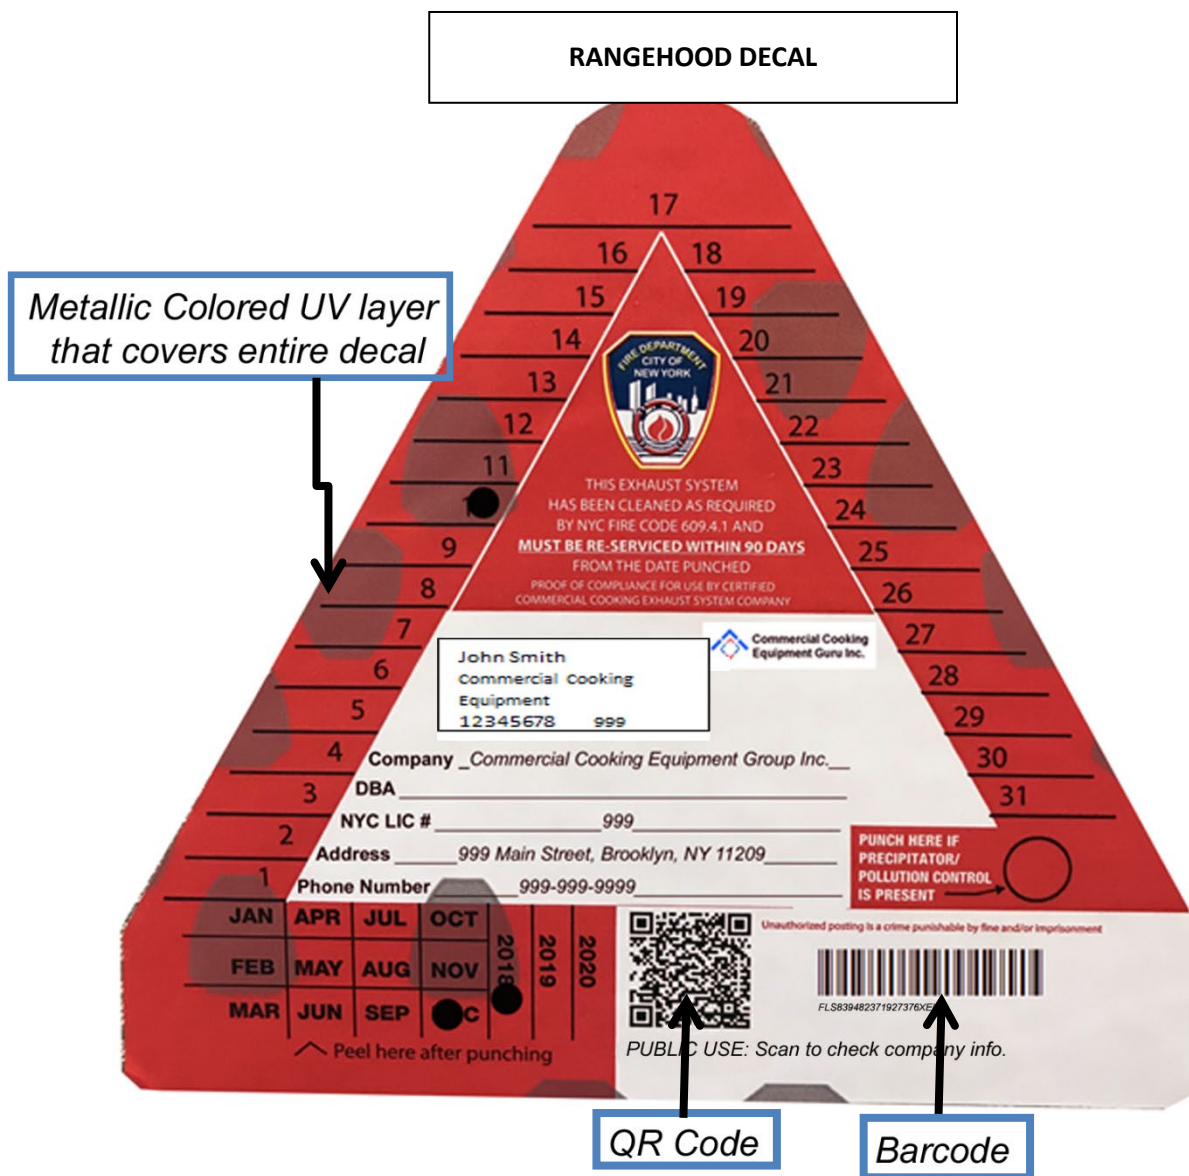 RANGEHOOD DECAL
Metallic Colored UV layer
that covers entire decal
17
16
18
15
19
14
20
13
21
12
22
11
23
24
9
25
8
26
7
27
6
28
5
29
4
30
3
31
2
1
FIRE DEPARTMENT
CITY OF
NEW YORK
THIS EXHAUST SYSTEM
HAS BEEN CLEANED AS REQUIRED
BY NYC FIRE CODE 609.4.1 AND
MUST BE RE-SERVICED WITHIN 90 DAYS
FROM THE DATE PUNCHED
PROOF OF COMPLIANCE FOR USE BY CERTIFIED
COMMERCIAL COOKING EXHAUST SYSTEM COMPANY
Commercial Cooking
Equipment Guru Inc.
John Smith
Commercial Cooking
Equipment
12345678 999
Company _Commercial Cooking Equipment Group Inc.__
DBA
NYC LIC # 999
Address 999 Main Street, Brooklyn, NY 11209
Phone Number 999-999-9999
PUNCH HERE IF
PRECIPITATOR/
POLLUTION CONTROL
IS PRESENT
JAN APR JUL OCT
FEB MAY AUG NOV
MAR JUN SEP
2018
2019
2020
Peel here after punching
Unauthorized posting is a crime punishable by fine and/or imprisonment
PUBLIC USE: Scan to check company info.
QR Code
Barcode